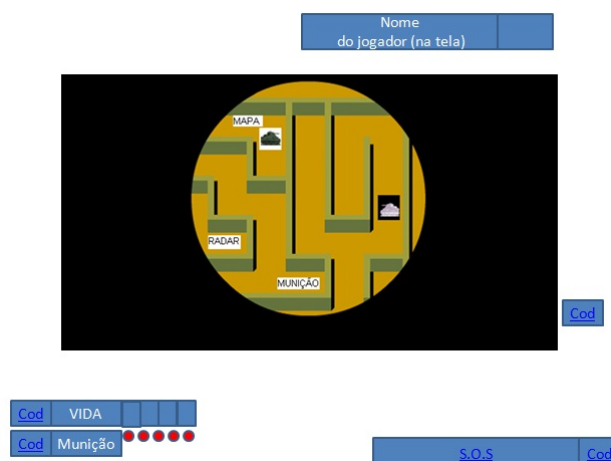 Nome
do jogador (na tela)
MAPA
RADAR
MUNIÇÃO
Cod
Cod VIDA
Cod Munição
S.O.S Cod